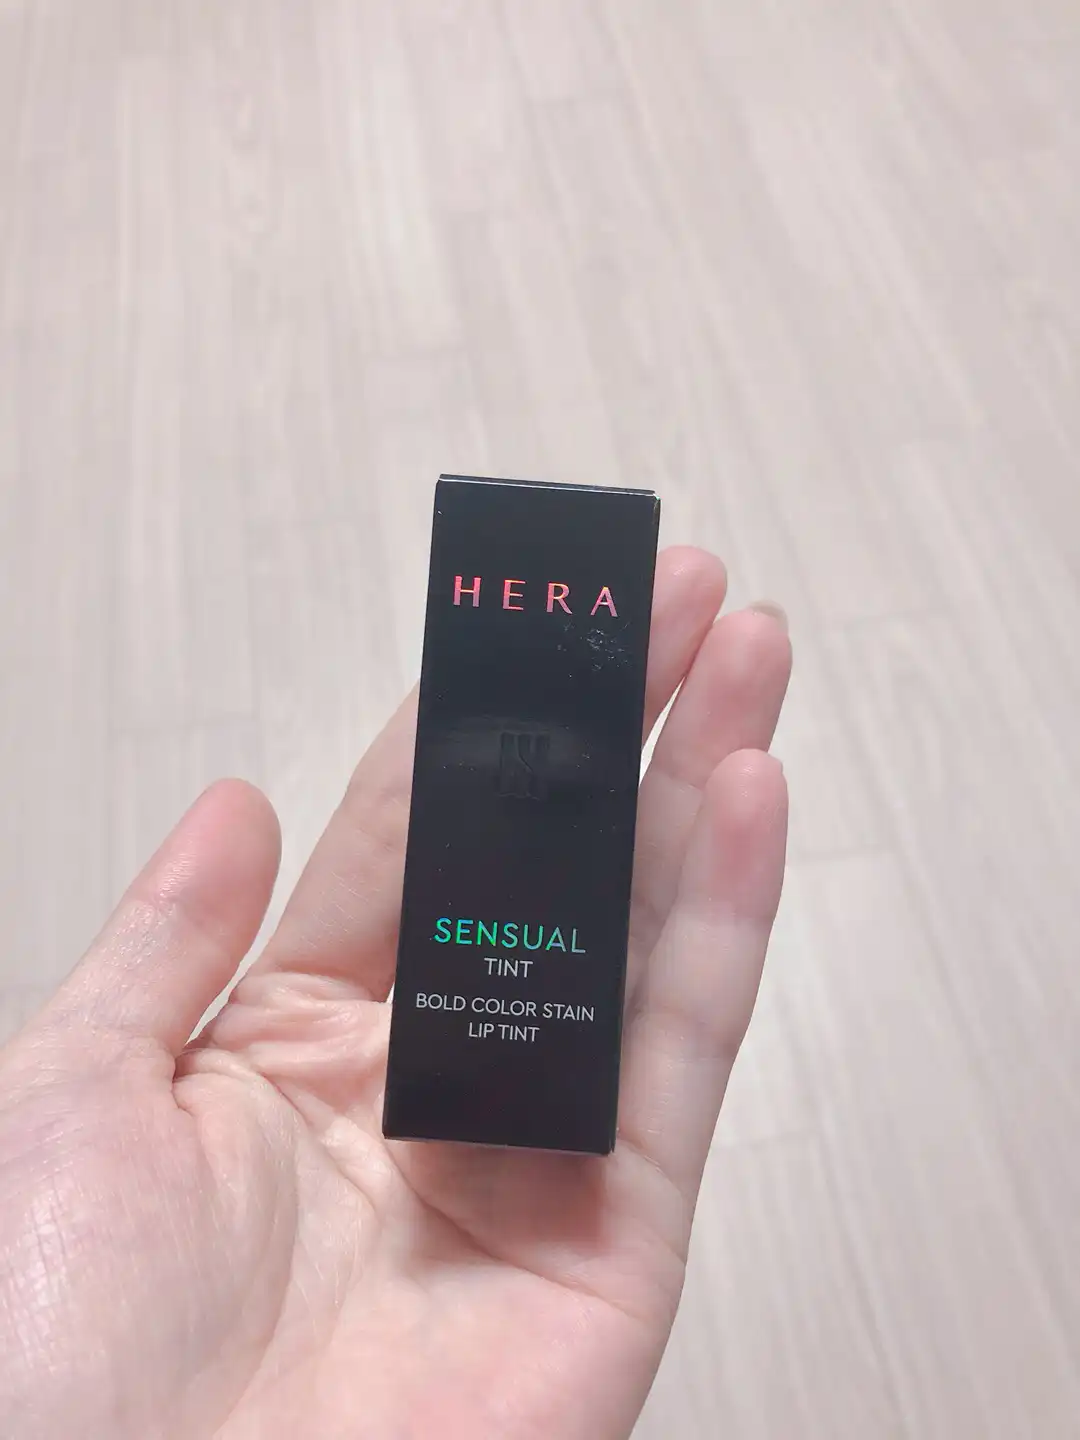 HERA
SENSUAL
TINT
BOLD COLOR STAIN
LIP TINT